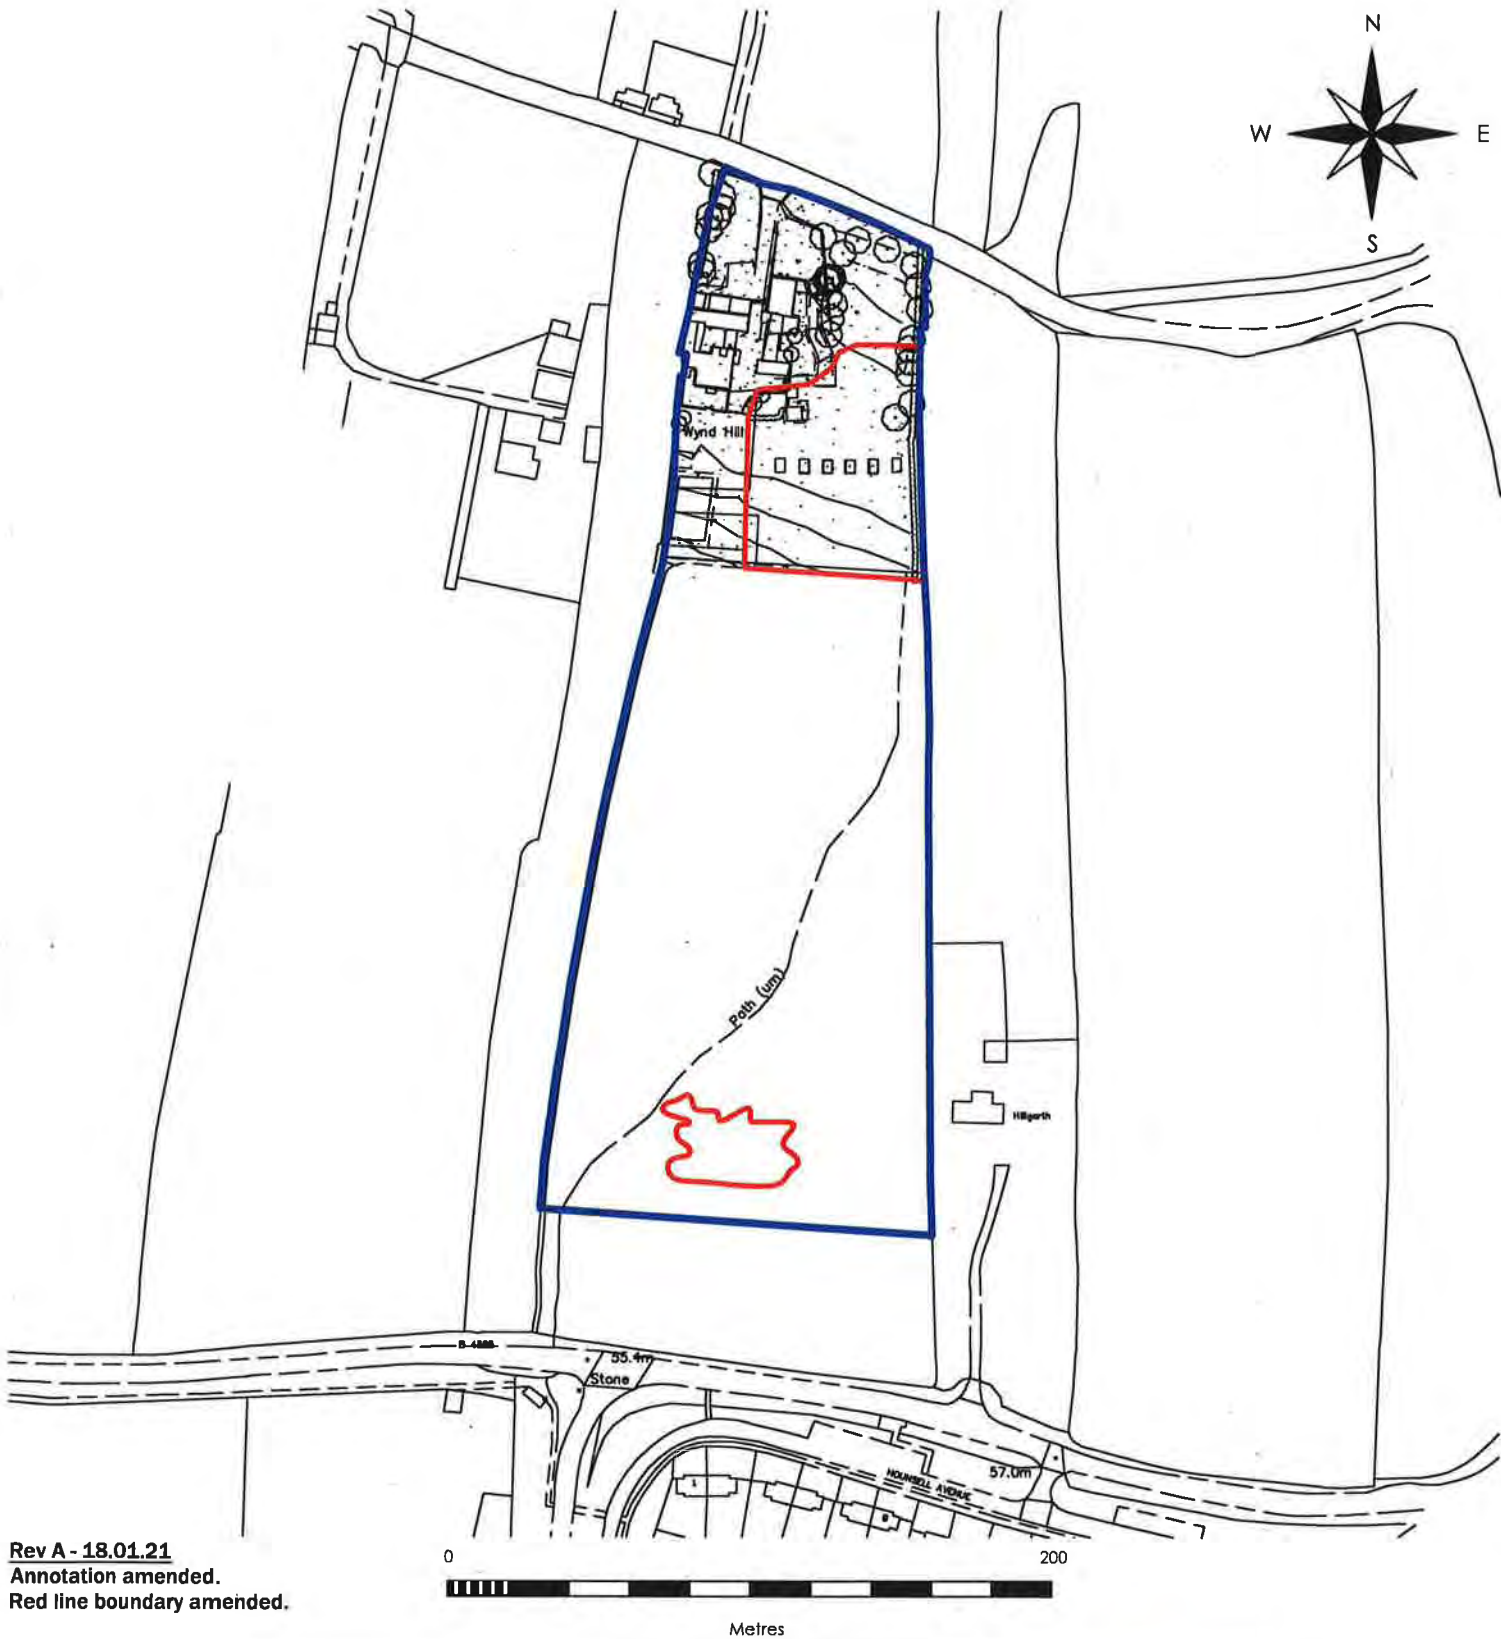 N
W E
S
Wynd Hill
Path (um)
Hillgarth
55.4m
Stone
HOUNSELL AVENUE
57.0m
1
Rev A - 18.01.21
Annotation amended.
Red line boundary amended.
0 200
Metres